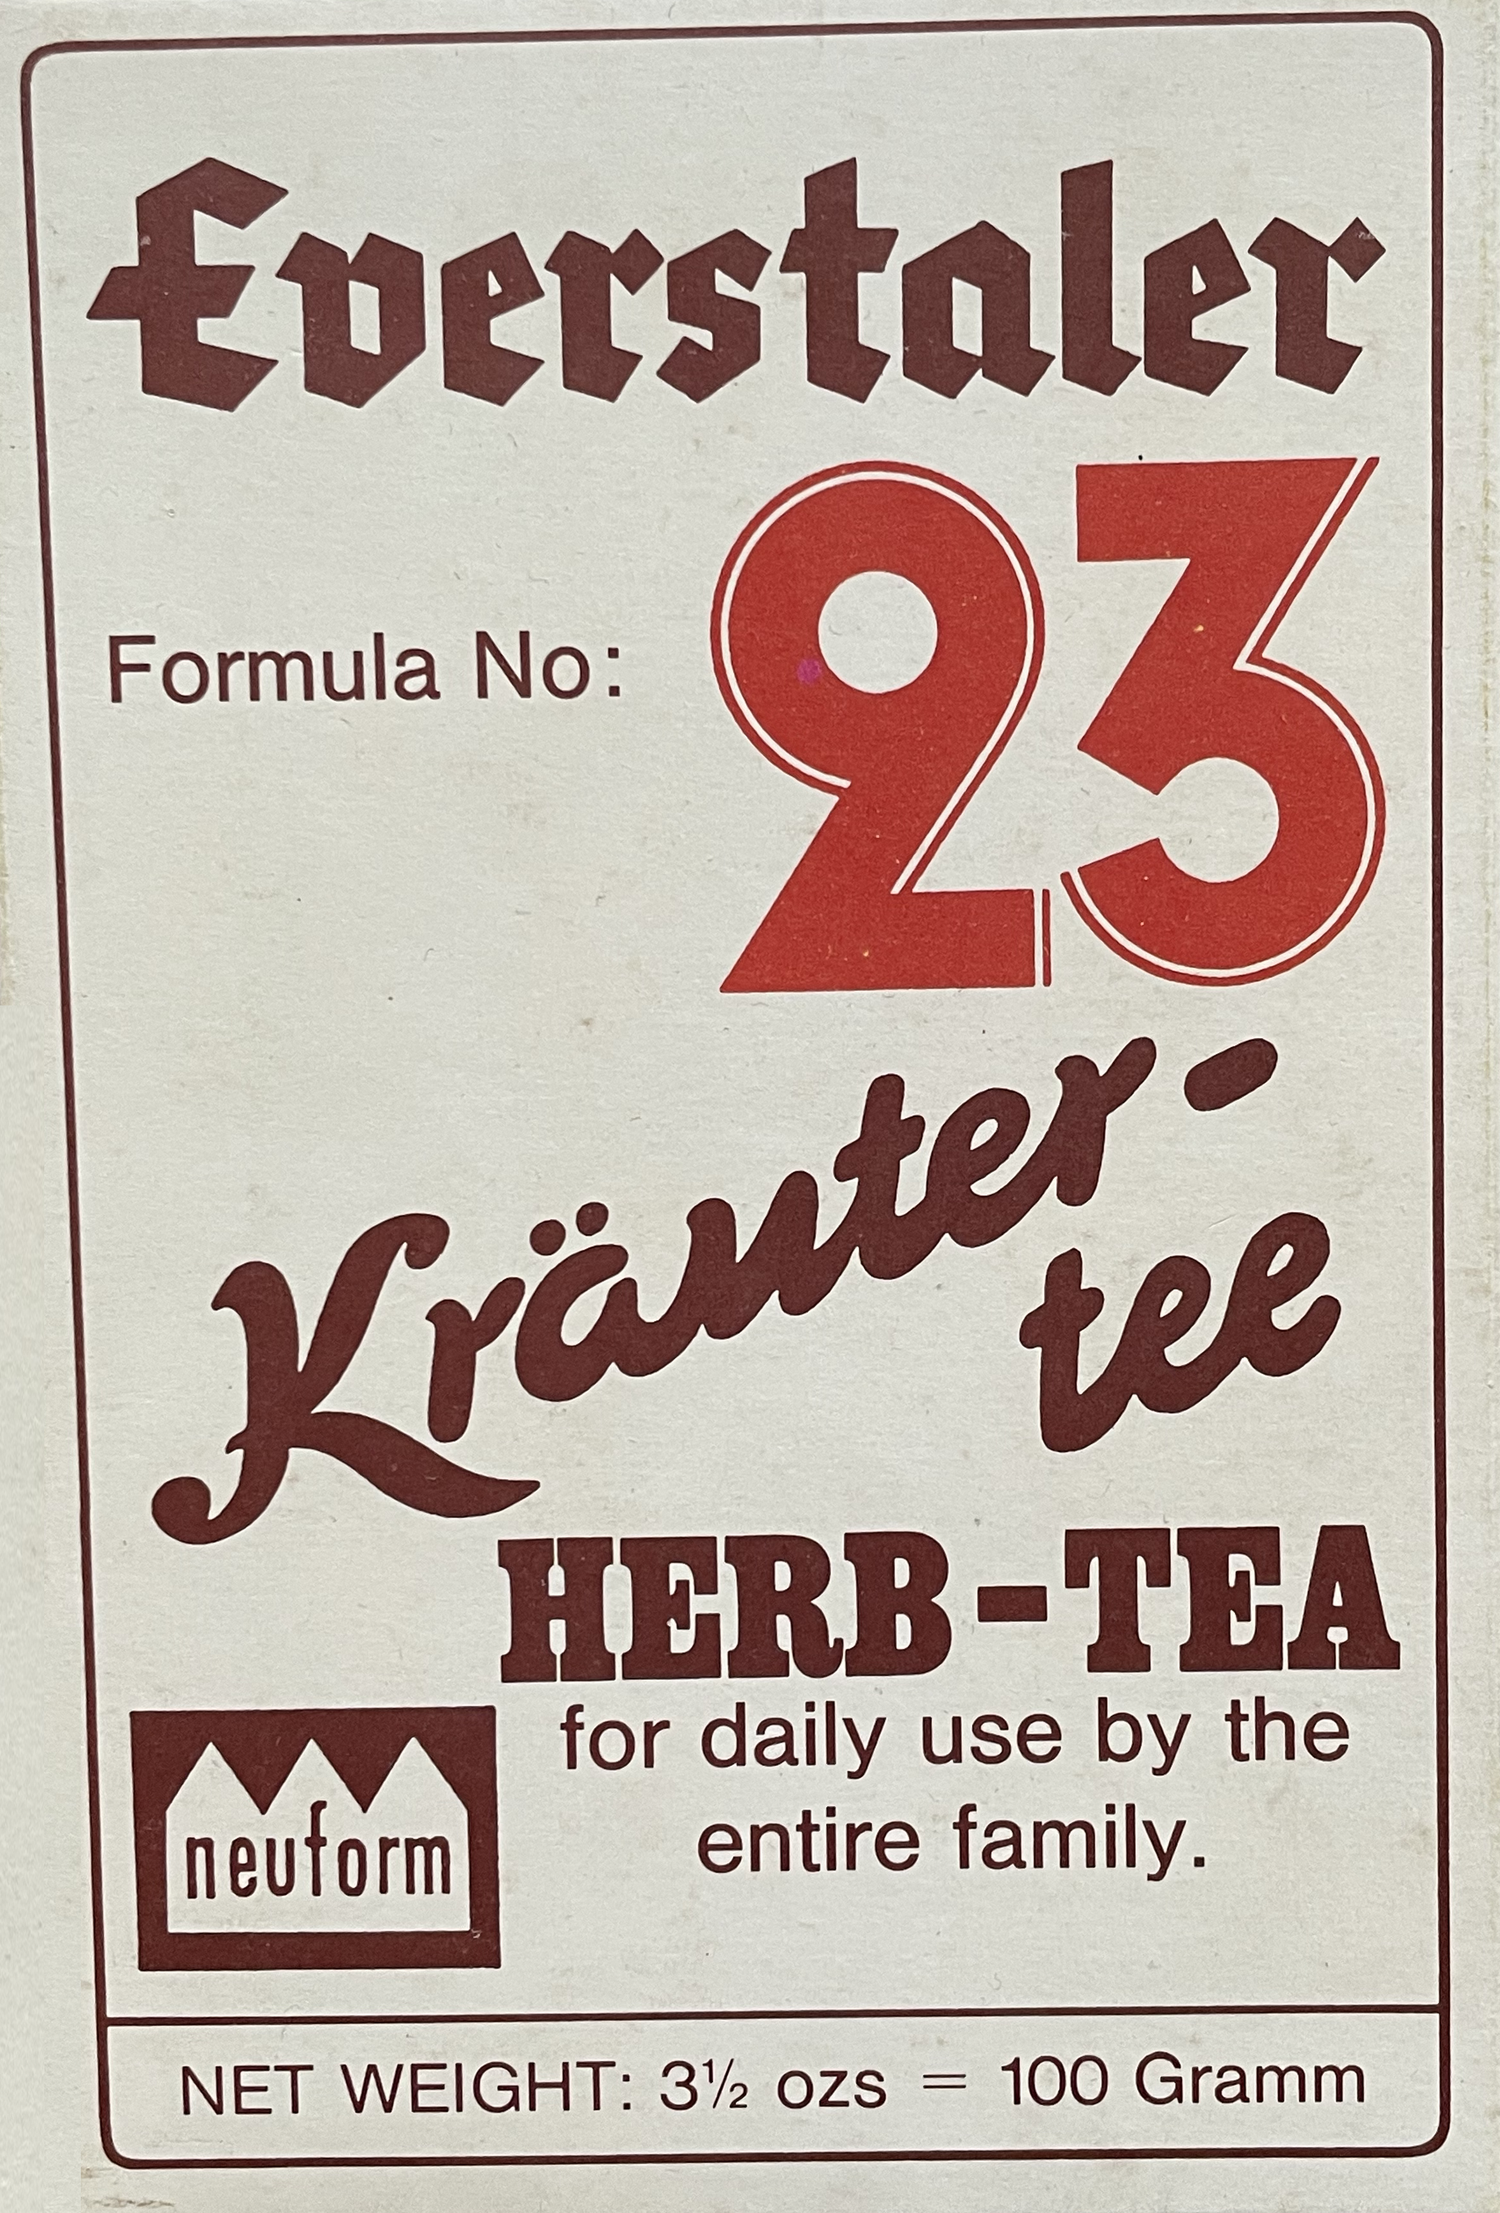 Everstaler
Formula No: 23
Kräuter-
tee
HERB-TEA
for daily use by the
entire family.
neuform
NET WEIGHT: 3½ ozs = 100 Gramm